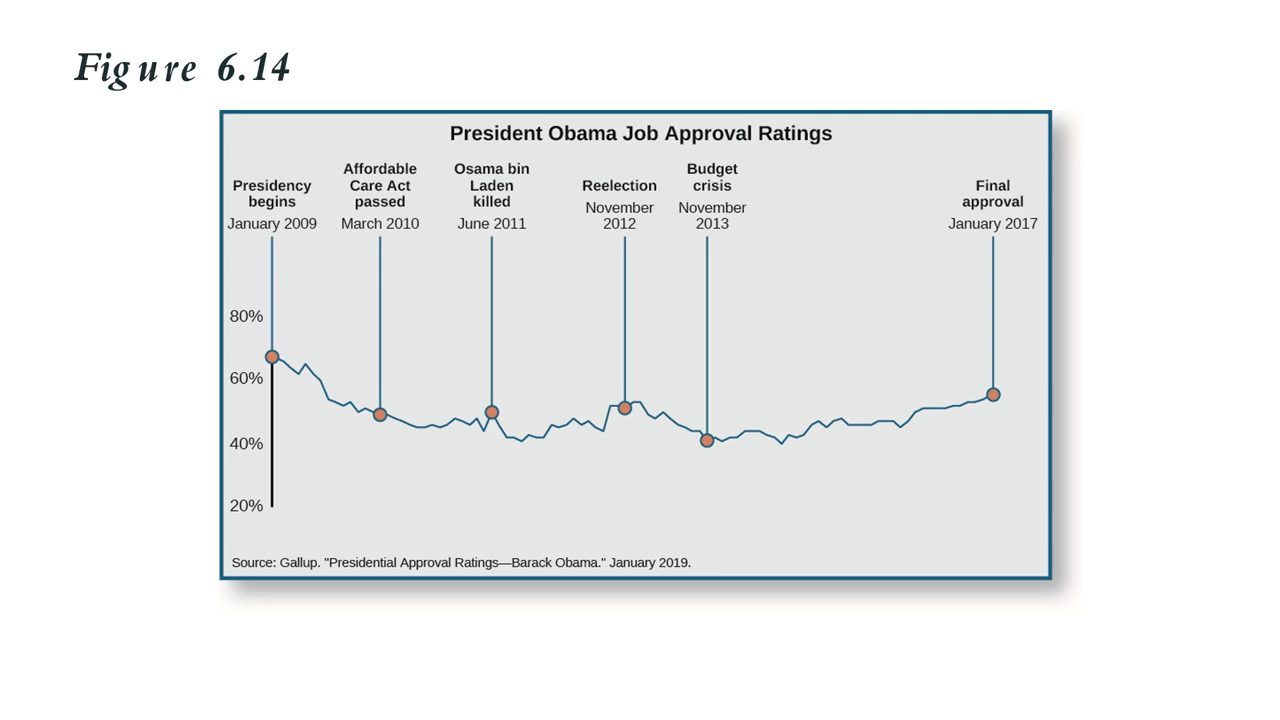 Figure 6.14
President Obama Job Approval Ratings
Presidency
begins
January 2009
Affordable
Care Act
passed
March 2010
Osama bin
Laden
killed
June 2011
Reelection
November
2012
Budget
crisis
November
2013
Final
approval
January 2017
80%
60%
40%
20%
Source: Gallup. "Presidential Approval Ratings—Barack Obama." January 2019.